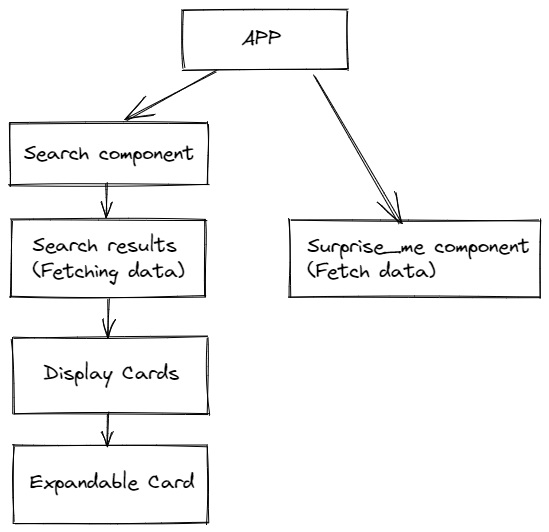 APP
Search component
Search results
(Fetching data)
Surprise_me component
(Fetch data)
Display Cards
Expandable Card